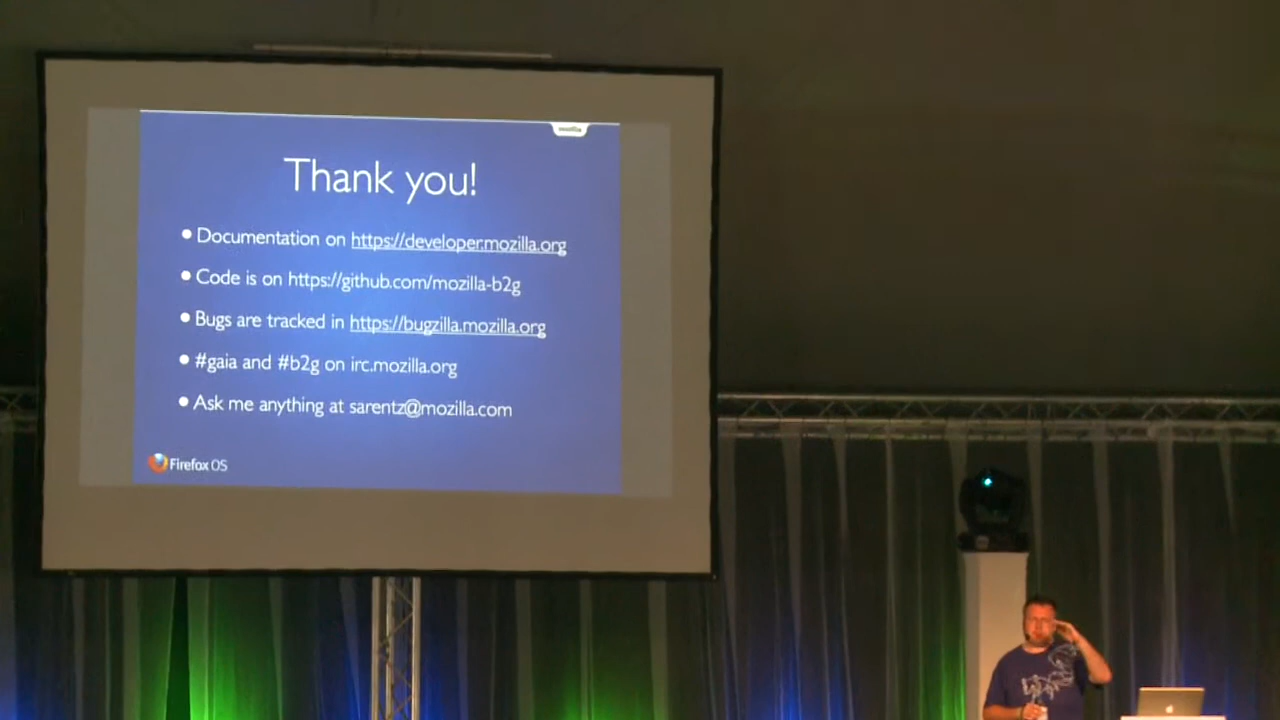 mozilla
Thank you!
Documentation on https://developer.mozilla.org
Code is on https://github.com/mozilla-b2g
Bugs are tracked in https://bugzilla.mozilla.org
#gaia and #b2g on irc.mozilla.org
Ask me anything at sarentz@mozilla.com
Firefox OS